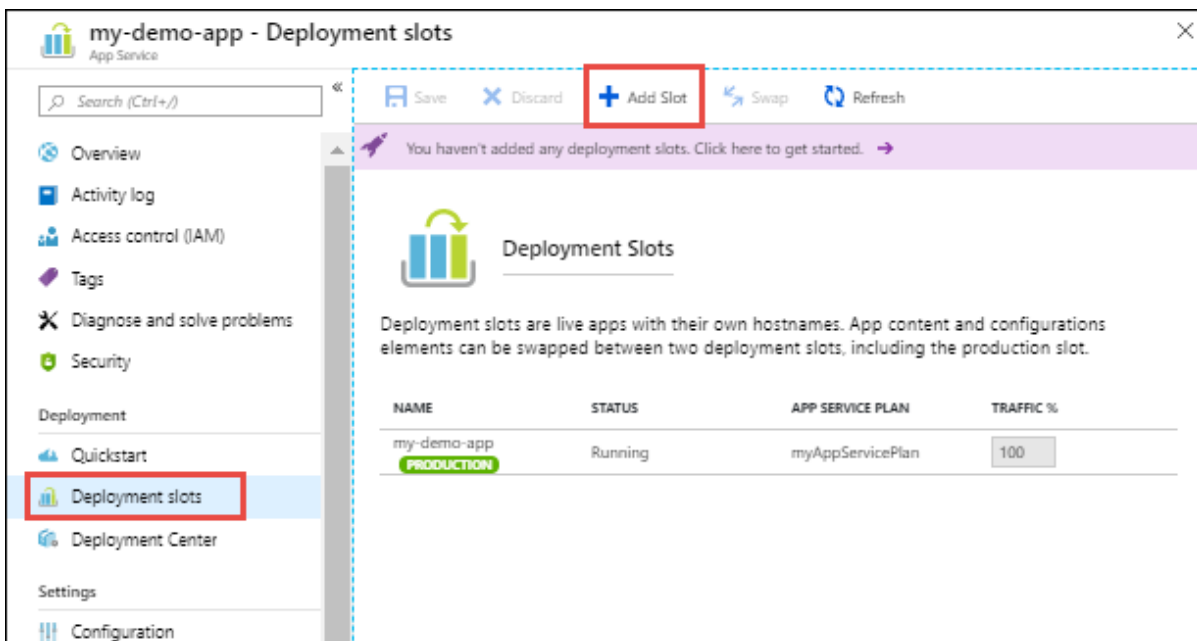 my-demo-app - Deployment slots
App Service
Search (Ctrl+/)
«
Overview
Activity log
Access control (IAM)
Tags
Diagnose and solve problems
Security
Deployment
Quickstart
Deployment slots
Deployment Center
Settings
Configuration
Save
Discard
Add Slot
Swap
Refresh
You haven't added any deployment slots. Click here to get started. →
Deployment Slots
Deployment slots are live apps with their own hostnames. App content and configurations
elements can be swapped between two deployment slots, including the production slot.
NAME STATUS APP SERVICE PLAN TRAFFIC %
my-demo-app Running myAppServicePlan 100
PRODUCTION